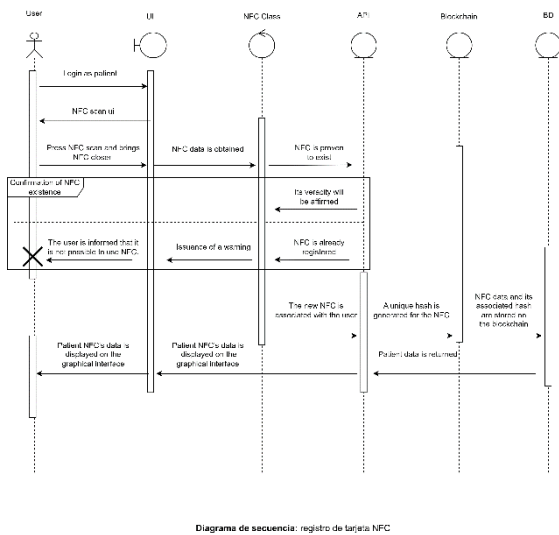 User
UI
NFC Class
API
Blockchain
BD
Login as patient
NFC scan ui
Press NFC scan and brings
NFC closer
NFC data is obtained
NFC is proven
to exist
Confirmation of NFC
existence
Its veracity will
be affirmed
The user is informed that it
is not posible to use NFC.
Issuance of a warning
NFC is already
registered
The new NFC is
associated with the user
A unique hash is
generated for the NFC
NFC data and its
associated hash
are stored on
the blockchain
Patient NFC's data is
displayed on the
graphical interface
Patient NFC's data is
displayed on the
graphical interface
Patient data is returned
Diagrama de secuencia: registro de tarjeta NFC